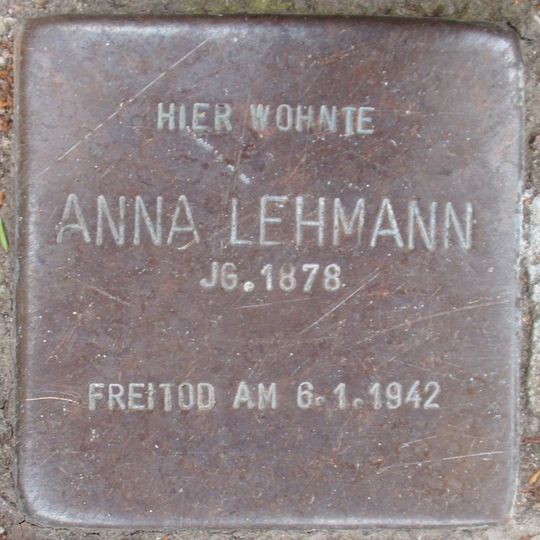 HIER WOHNTE
ANNA LEHMANN
JG.1878
FREITOD AM 6.1.1942